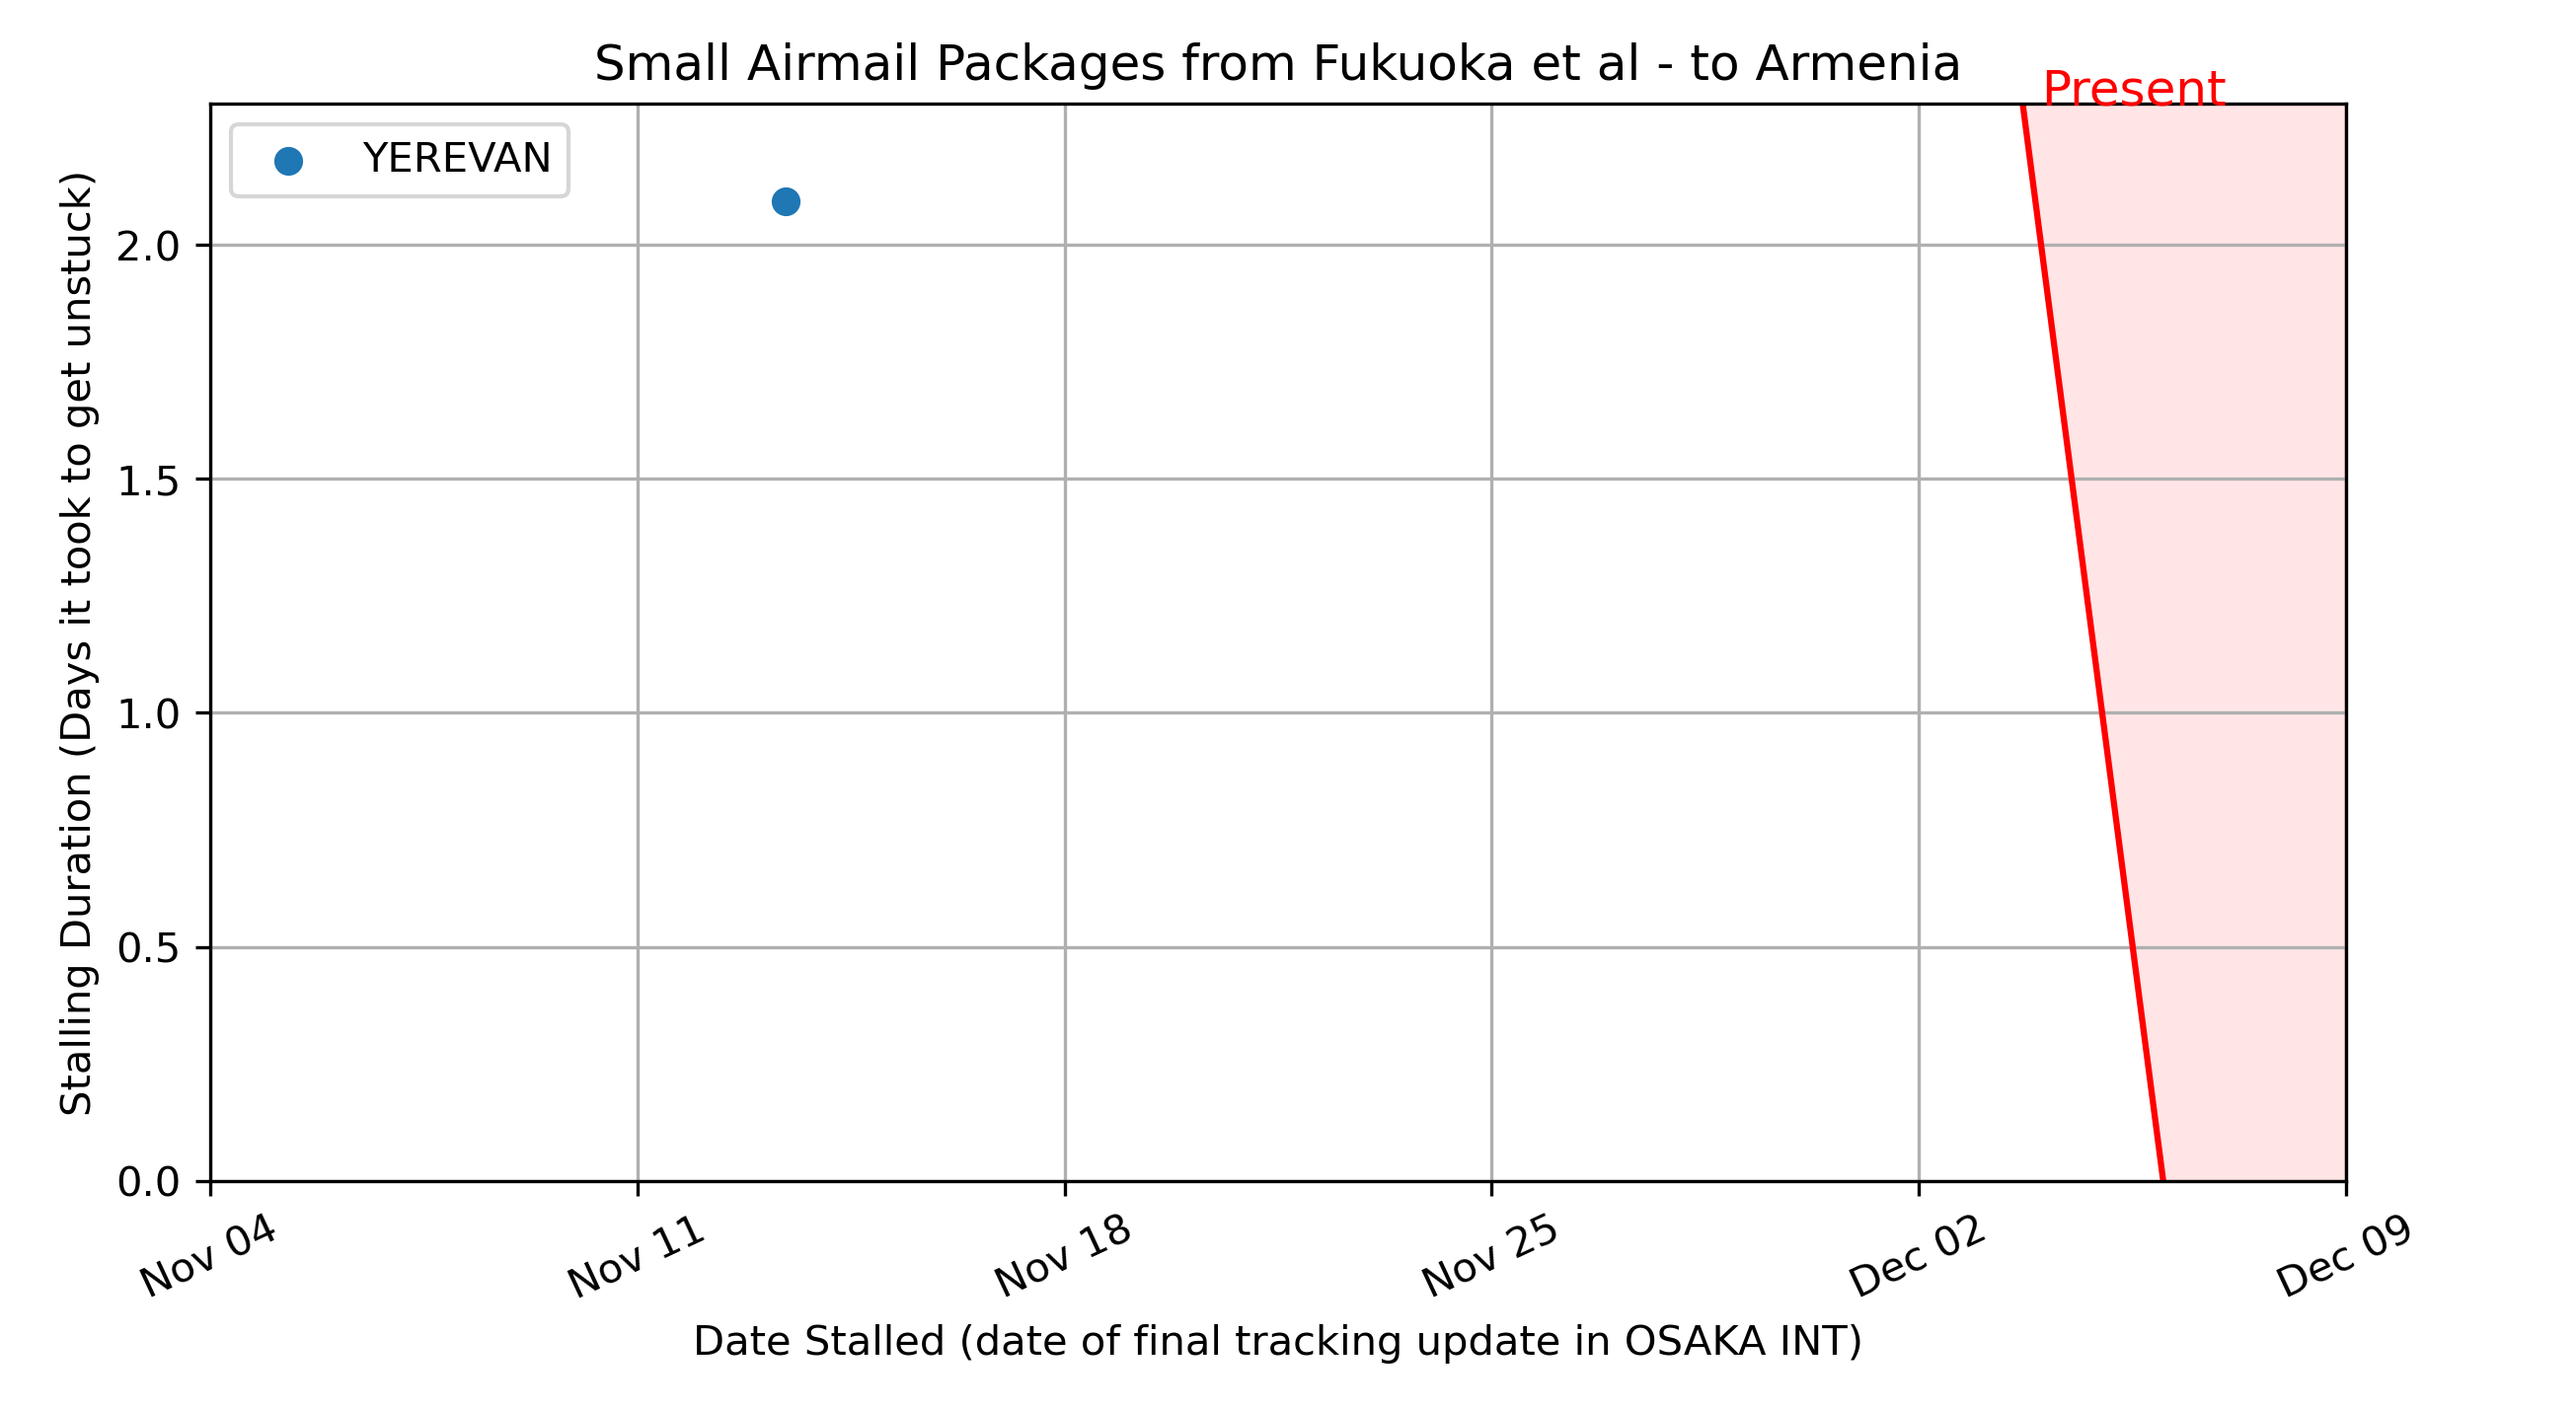 Small Airmail Packages from Fukuoka et al - to Armenia
Present
YEREVAN
Stalling Duration (Days it took to get unstuck)
2.0
1.5
1.0
0.5
0.0
Nov 04
Nov 11
Nov 18
Nov 25
Dec 02
Dec 09
Date Stalled (date of final tracking update in OSAKA INT)